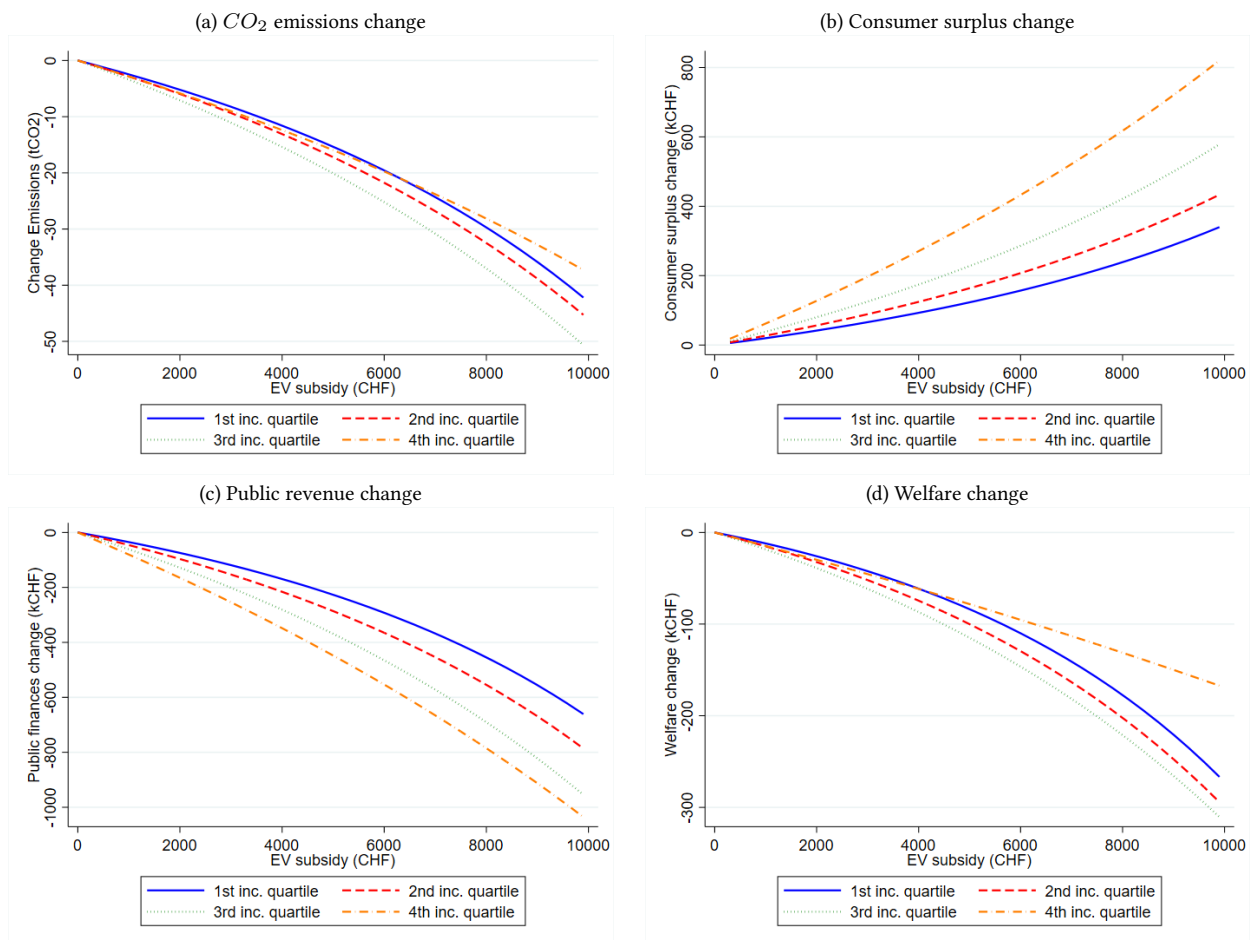 (a) CO₂ emissions change
Change Emissions (tCO2)
0
-10
-20
-30
-40
-50
0 2000 4000 6000 8000 10000
EV subsidy (CHF)
1st inc. quartile 2nd inc. quartile
3rd inc. quartile 4th inc. quartile
(b) Consumer surplus change
Consumer surplus change (kCHF)
800
600
400
200
0
0 2000 4000 6000 8000 10000
EV subsidy (CHF)
1st inc. quartile 2nd inc. quartile
3rd inc. quartile 4th inc. quartile
(c) Public revenue change
Public finances change (kCHF)
0
-200
-400
-600
-800
-1000
0 2000 4000 6000 8000 10000
EV subsidy (CHF)
1st inc. quartile 2nd inc. quartile
3rd inc. quartile 4th inc. quartile
(d) Welfare change
Welfare change (kCHF)
0
-100
-200
-300
0 2000 4000 6000 8000 10000
EV subsidy (CHF)
1st inc. quartile 2nd inc. quartile
3rd inc. quartile 4th inc. quartile